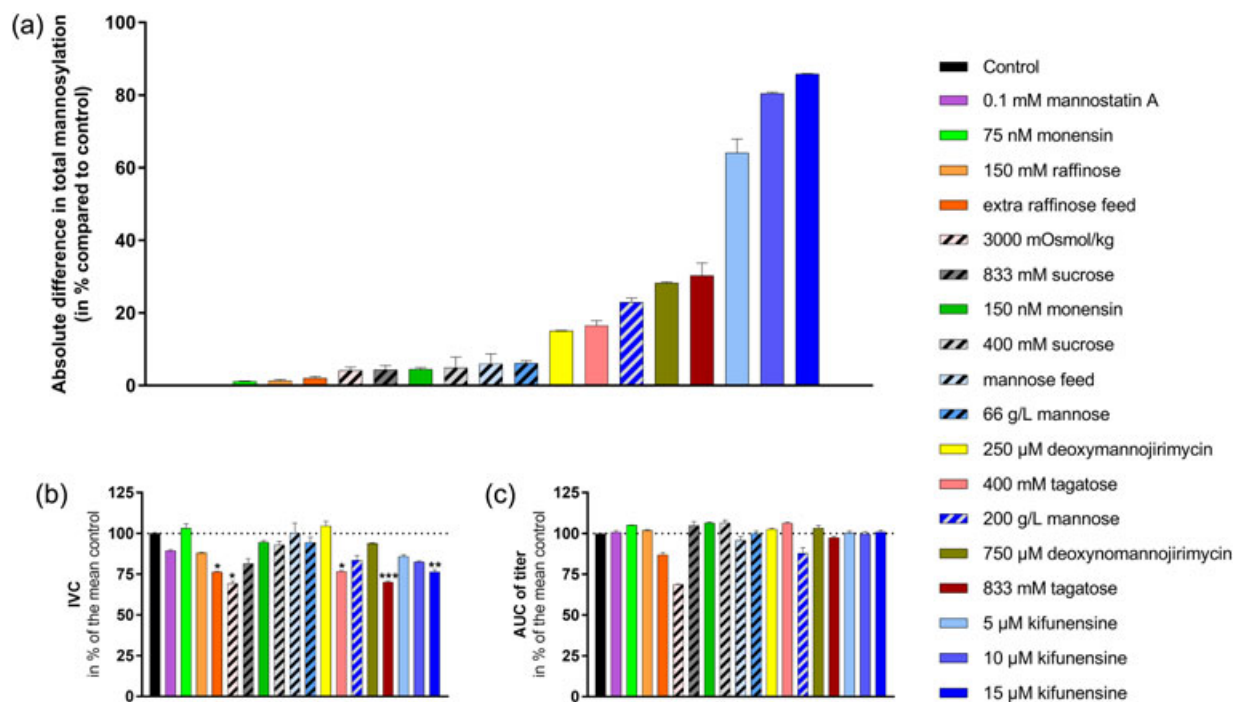 (a)
Absolute difference in total mannosylation
(in % compared to control)
100
80
60
40
20
0
Control
0.1 mM mannostatin A
75 nM monensin
150 mM raffinose
extra raffinose feed
3000 mOsmol/kg
833 mM sucrose
150 nM monensin
400 mM sucrose
mannose feed
66 g/L mannose
250 µM deoxymannojirimycin
400 mM tagatose
200 g/L mannose
750 µM deoxynomannojirimycin
833 mM tagatose
5 µM kifunensine
10 µM kifunensine
15 µM kifunensine
(b)
IVC
in % of the mean control
125
100
75
50
25
0
*
*
*
***
**
(c)
AUC of titer
in % of the mean control
125
100
75
50
25
0